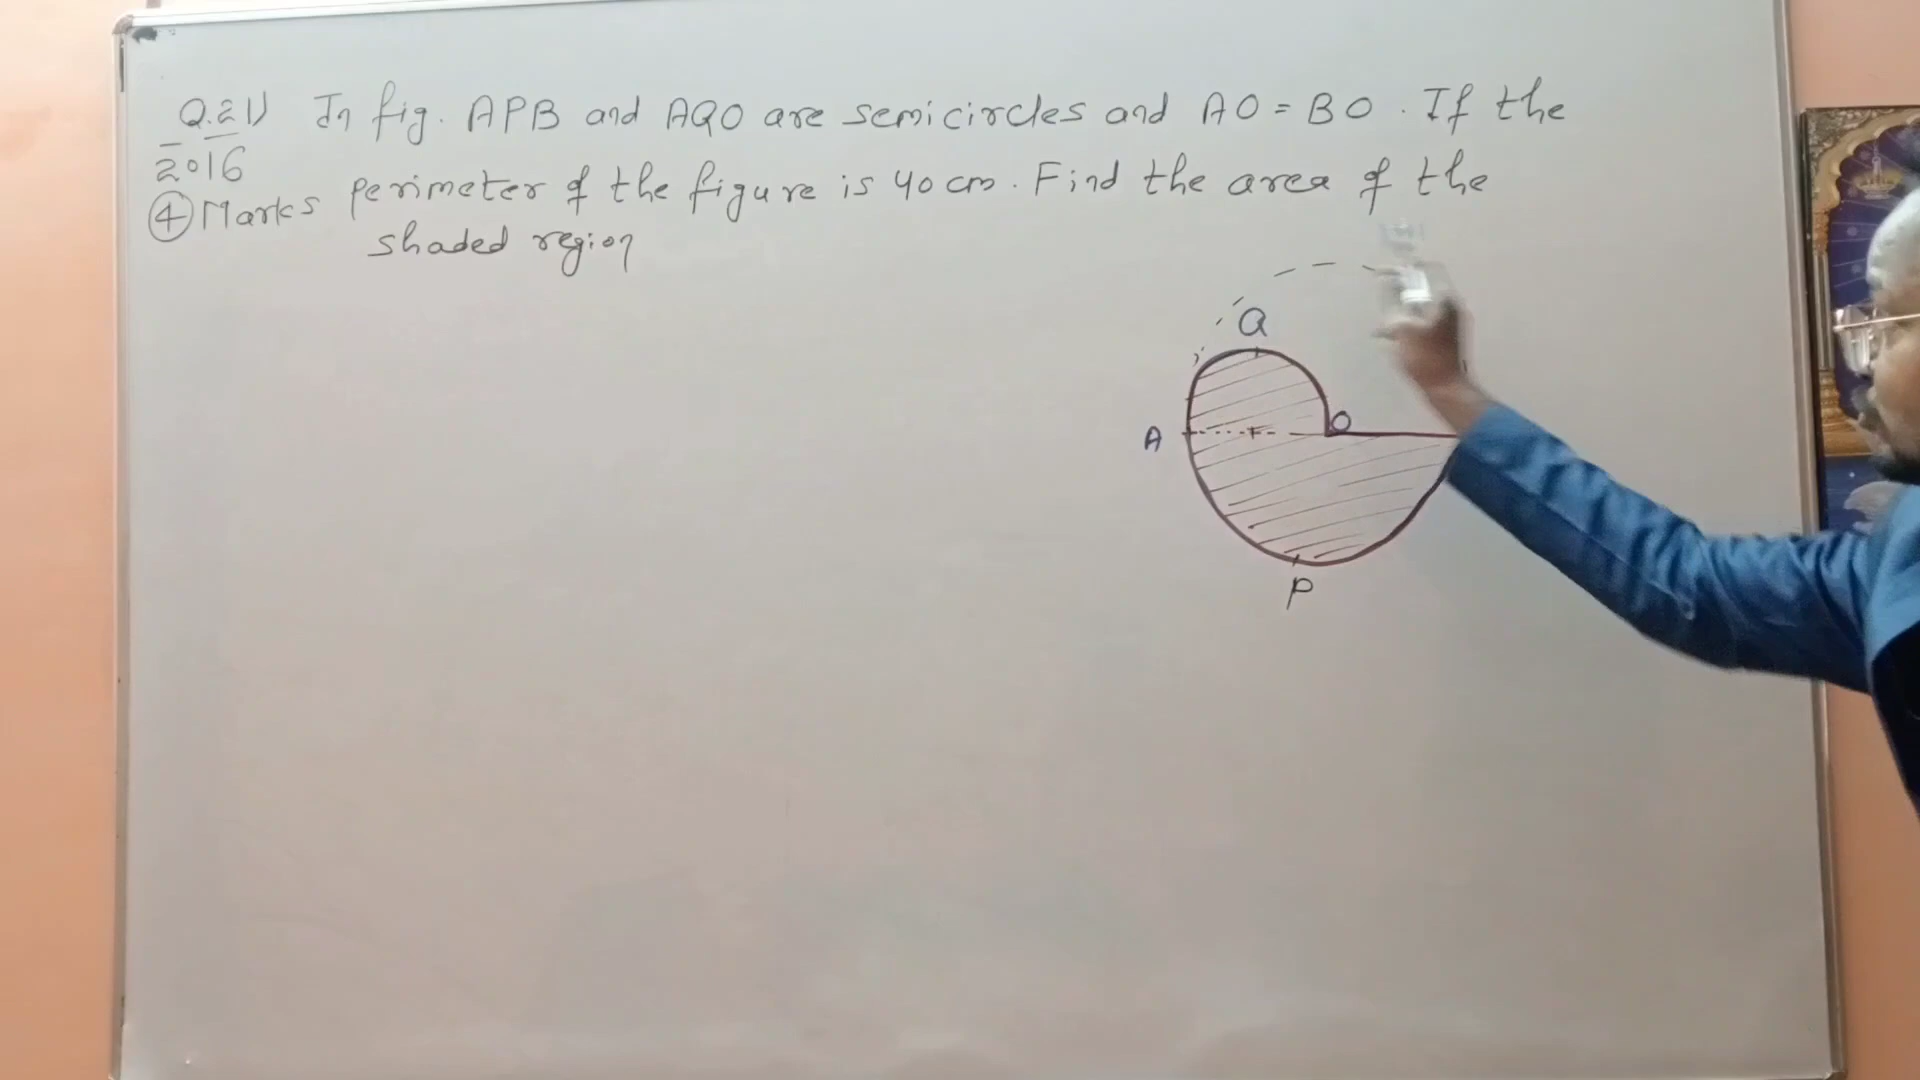 Q.21) In fig. APB and AQO are semicircles and AO = BO. If the
2016 perimeter of the figure is 40 cm. Find the area of the
④ Marks shaded region
Q
O
A
P